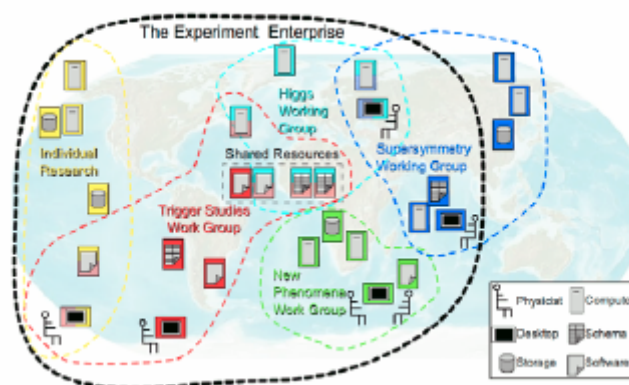 The Experiment Enterprise
Higgs
Working
Group
Individual
Research
Shared Resources
Supersymmetry
Working Group
Trigger Studies
Work Group
New
Phenomena
Work Group
Physicist
Compute
Desktop
Schema
Storage
Software